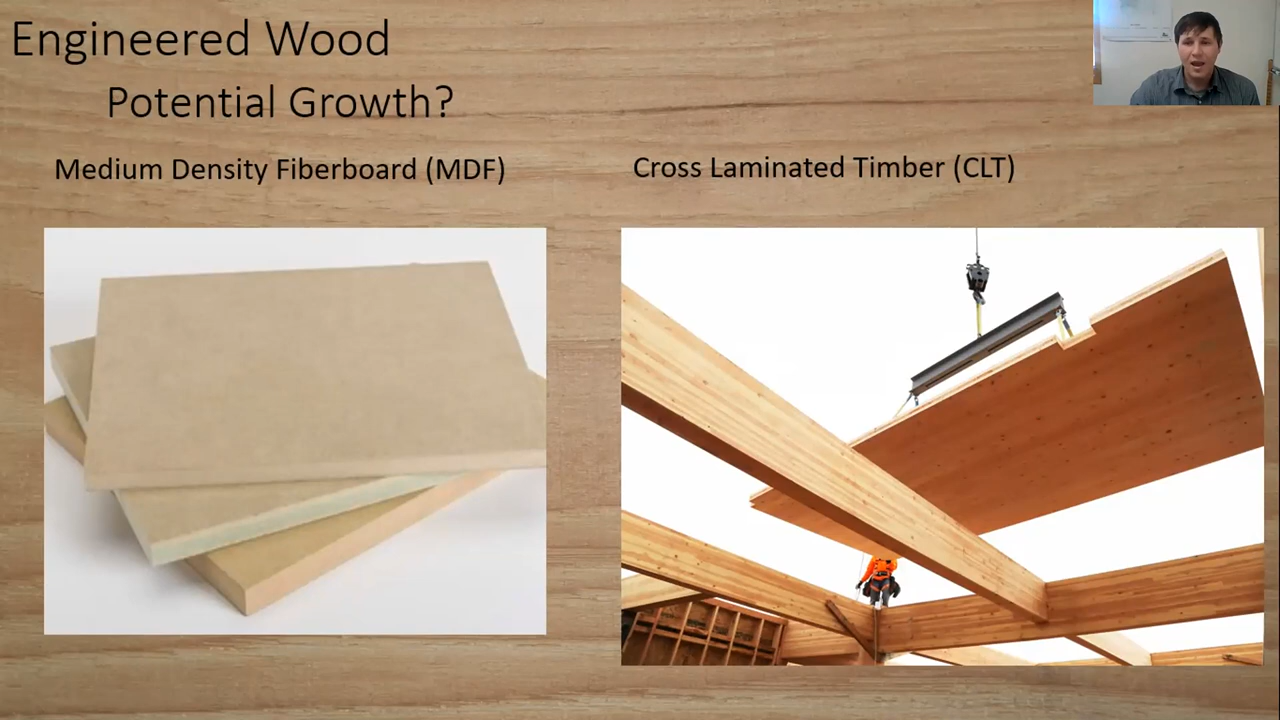 Engineered Wood
Potential Growth?
Medium Density Fiberboard (MDF)
Cross Laminated Timber (CLT)